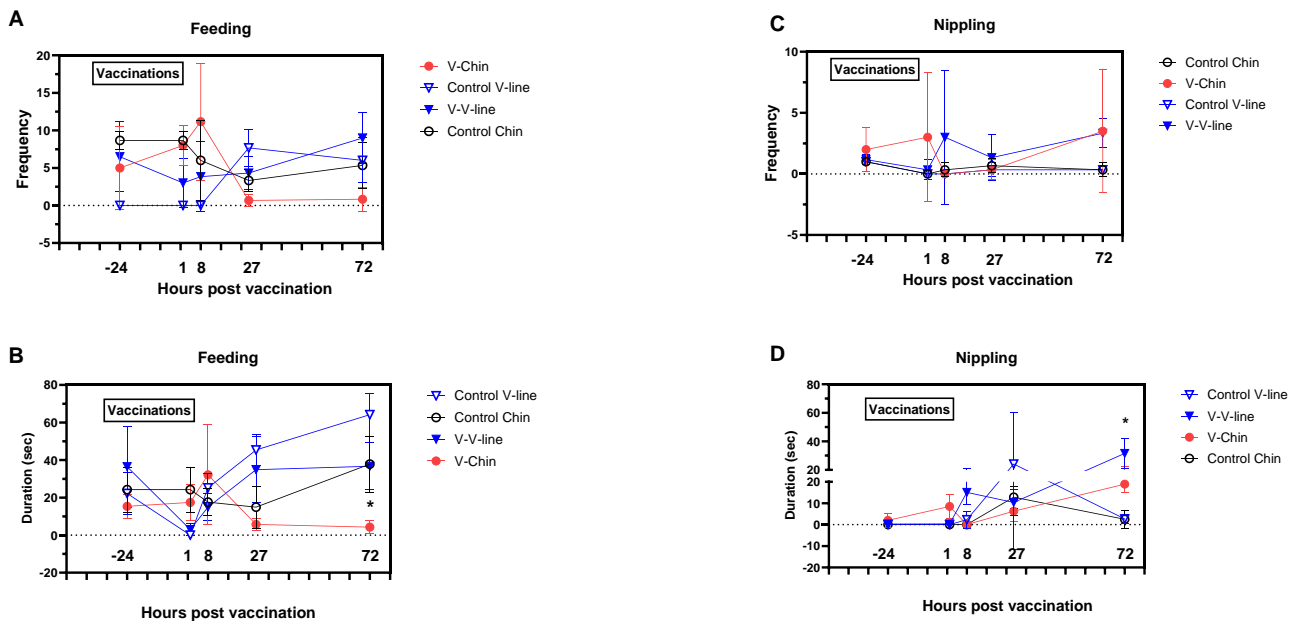 A
Feeding
Vaccinations
20
15
10
5
0
-5
Frequency
-24 1 8 27 72
Hours post vaccination
V-Chin
Control V-line
V-V-line
Control Chin
C
Nippling
Vaccinations
10
5
0
-5
Frequency
-24 1 8 27 72
Hours post vaccination
Control Chin
V-Chin
Control V-line
V-V-line
B
Feeding
Vaccinations
80
60
40
20
0
-20
Duration (sec)
*
-24 1 8 27 72
Hours post vaccination
Control V-line
Control Chin
V-V-line
V-Chin
D
Nippling
Vaccinations
80
60
40
20
20
10
0
-10
-20
Duration (sec)
*
-24 1 8 27 72
Hours post vaccination
Control V-line
V-V-line
V-Chin
Control Chin